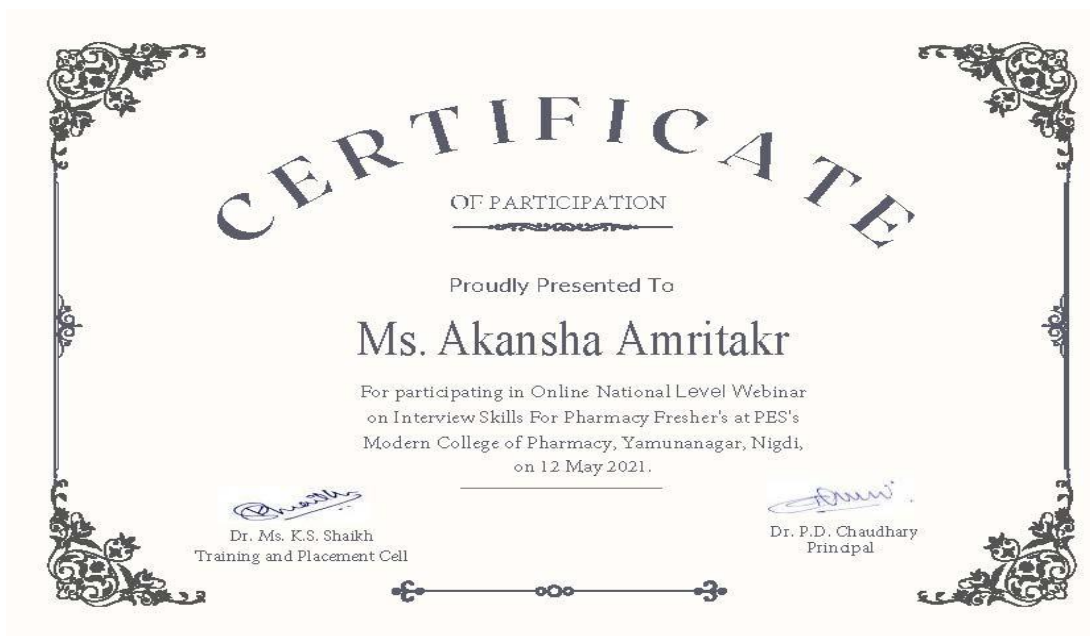 CERTIFICATE
OF PARTICIPATION
Proudly Presented To
Ms. Akansha Amritakr
For participating in Online National Level Webinar
on Interview Skills For Pharmacy Fresher's at PES's
Modern College of Pharmacy, Yamunanagar, Nigdi,
on 12 May 2021.
Dr. Ms. K.S. Shaikh
Training and Placement Cell
Dr. P.D. Chaudhary
Principal